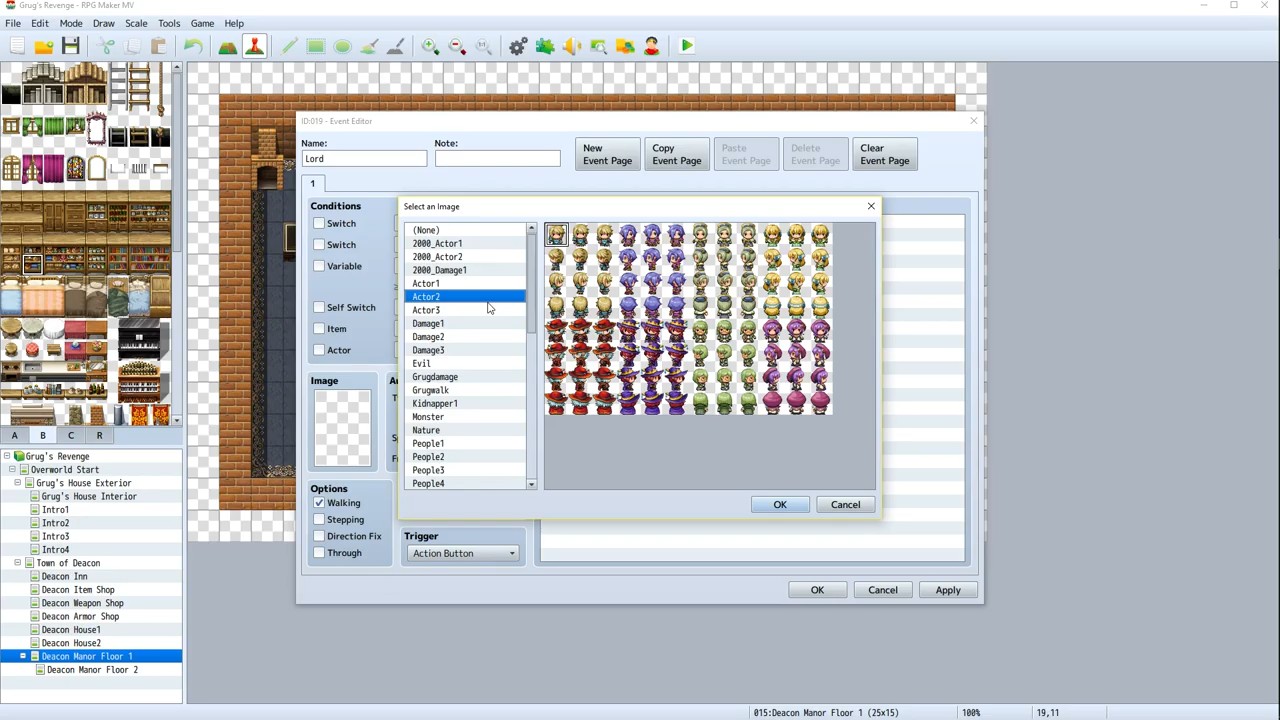 Grug's Revenge - RPG Maker MV
File Edit Mode Draw Scale Tools Game Help
ID:019 - Event Editor
Name: Note:
Lord
New Event Page
Copy Event Page
Paste Event Page
Delete Event Page
Clear Event Page
1
Conditions
Switch
Switch
Variable
Self Switch
Item
Actor
Image
Options
Walking
Stepping
Direction Fix
Through
Trigger
Action Button
OK Cancel Apply
Select an Image
(None)
2000_Actor1
2000_Actor2
2000_Damage1
Actor1
Actor2
Actor3
Damage1
Damage2
Damage3
Evil
Grugdamage
Grugwalk
Kidnapper1
Monster
Nature
People1
People2
People3
People4
OK Cancel
A B C R
Grug's Revenge
Overworld Start
Grug's House Exterior
Grug's House Interior
Intro1
Intro2
Intro3
Intro4
Town of Deacon
Deacon Inn
Deacon Item Shop
Deacon Weapon Shop
Deacon Armor Shop
Deacon House1
Deacon House2
Deacon Manor Floor 1
Deacon Manor Floor 2
015:Deacon Manor Floor 1 (25x15) 100% 19,11